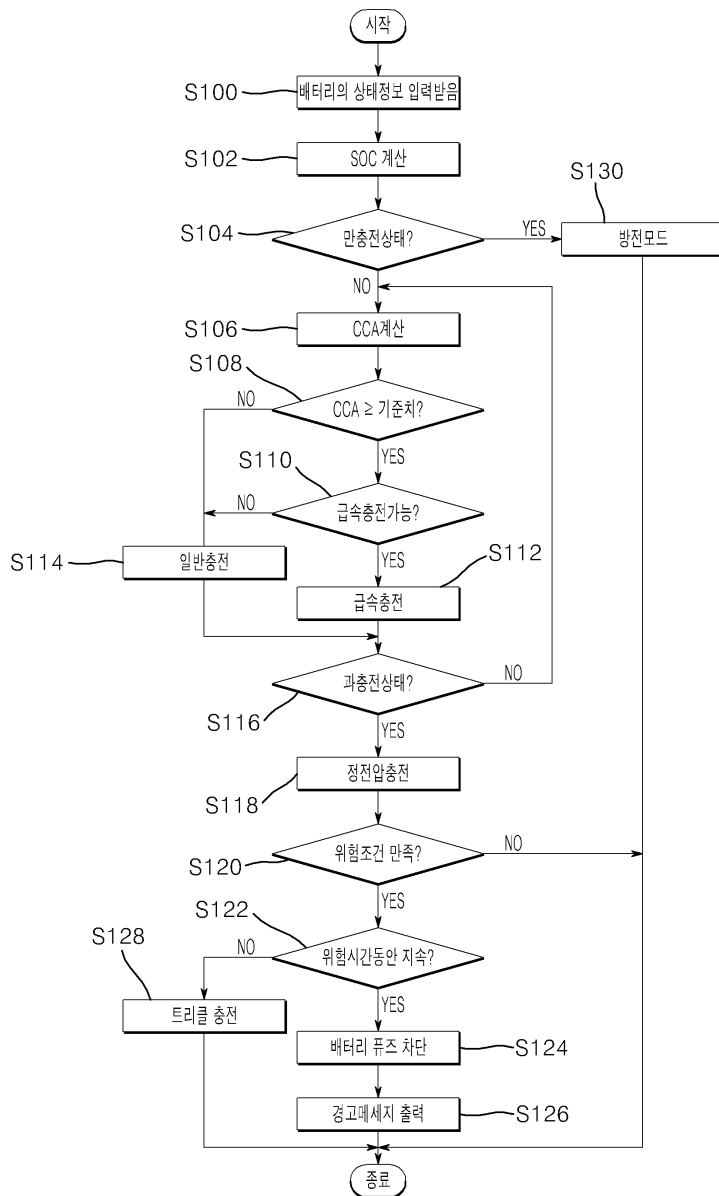 시작
S100
배터리의 상태정보 입력받음
S102
SOC 계산
S130
S104
만충전상태?
YES
방전모드
NO
S106
CCA계산
S108
NO
CCA ≥ 기준치?
YES
S110
NO
급속충전가능?
S114
일반충전
YES
S112
급속충전
과충전상태?
NO
S116
YES
정전압충전
S118
위험조건 만족?
NO
S120
YES
S122
S128
NO
위험시간동안 지속?
YES
트리클 충전
배터리 퓨즈 차단
S124
경고메세지 출력
S126
종료